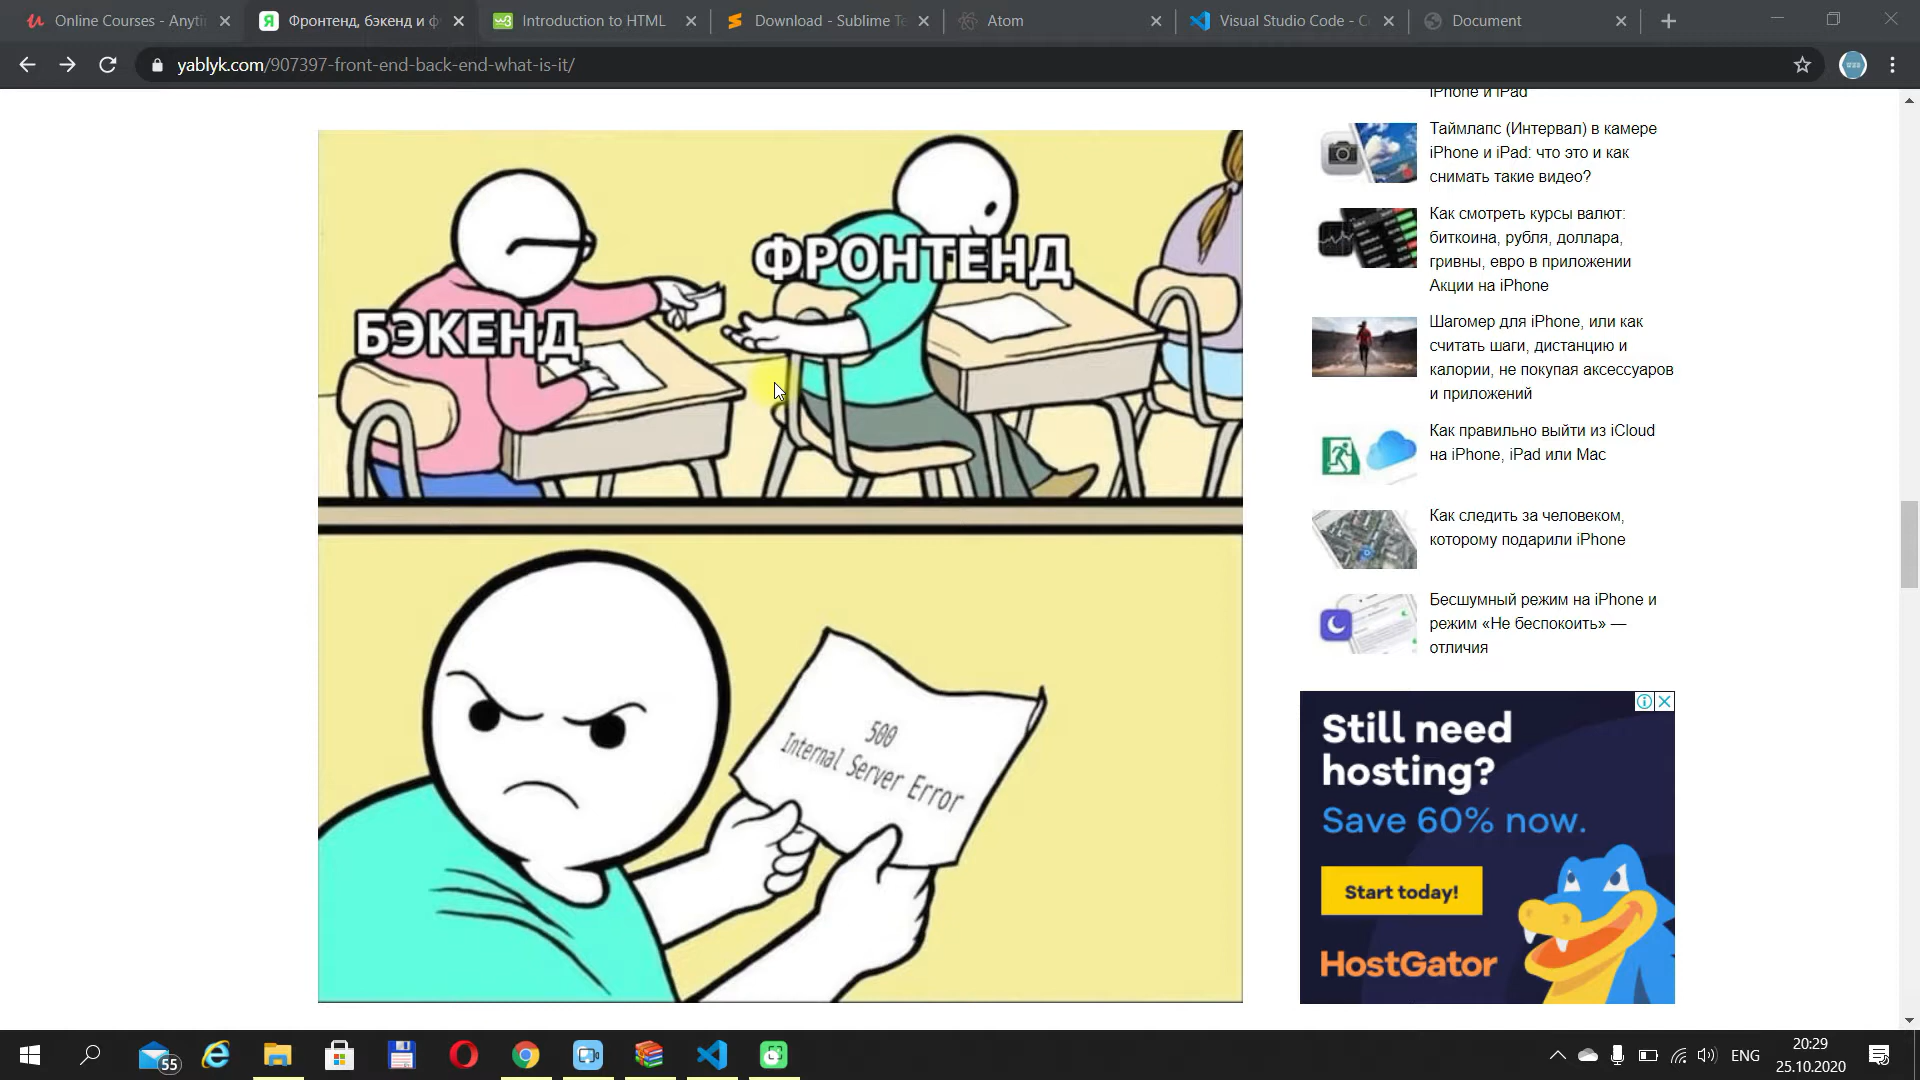 Online Courses - Anyti
Фронтенд, бэкенд и ф
Introduction to HTML
Download - Sublime Te
Atom
Visual Studio Code - C
Document
yablyk.com/907397-front-end-back-end-what-is-it/
БЭКЕНД
ФРОНТЕНД
500
Internal Server Error
iPhone и iPad
Таймлапс (Интервал) в камере
iPhone и iPad: что это и как
снимать такие видео?
Как смотреть курсы валют:
биткоина, рубля, доллара,
гривны, евро в приложении
Акции на iPhone
Шагомер для iPhone, или как
считать шаги, дистанцию и
калории, не покупая аксессуаров
и приложений
Как правильно выйти из iCloud
на iPhone, iPad или Mac
Как следить за человеком,
которому подарили iPhone
Бесшумный режим на iPhone и
режим «Не беспокоить» —
отличия
Still need
hosting?
Save 60% now.
Start today!
HostGator
55
ENG
20:29
25.10.2020